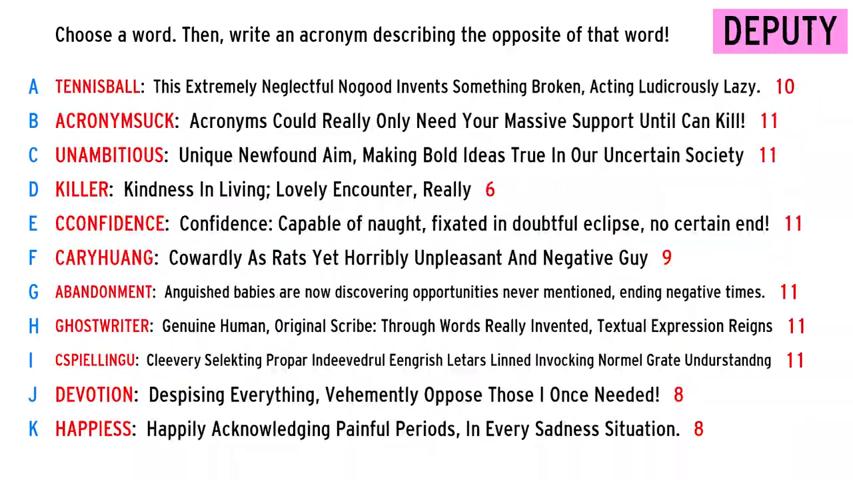 Choose a word. Then, write an acronym describing the opposite of that word!
DEPUTY
A TENNISBALL: This Extremely Neglectful Nogood Invents Something Broken, Acting Ludicrously Lazy. 10
B ACRONYMSUCK: Acronyms Could Really Only Need Your Massive Support Until Can Kill! 11
C UNAMBITIOUS: Unique Newfound Aim, Making Bold Ideas True In Our Uncertain Society 11
D KILLER: Kindness In Living; Lovely Encounter, Really 6
E CCONFIDENCE: Confidence: Capable of naught, fixated in doubtful eclipse, no certain end! 11
F CARYHUANG: Cowardly As Rats Yet Horribly Unpleasant And Negative Guy 9
G ABANDONMENT: Anguished babies are now discovering opportunities never mentioned, ending negative times. 11
H GHOSTWRITER: Genuine Human, Original Scribe: Through Words Really Invented, Textual Expression Reigns 11
I CSPIELLINGU: Cleevery Selekting Propar Indeevedrul Eengrish Letars Linned Invocking Normel Grate Undurstandng 11
J DEVOTION: Despising Everything, Vehemently Oppose Those I Once Needed! 8
K HAPPIESS: Happily Acknowledging Painful Periods, In Every Sadness Situation. 8